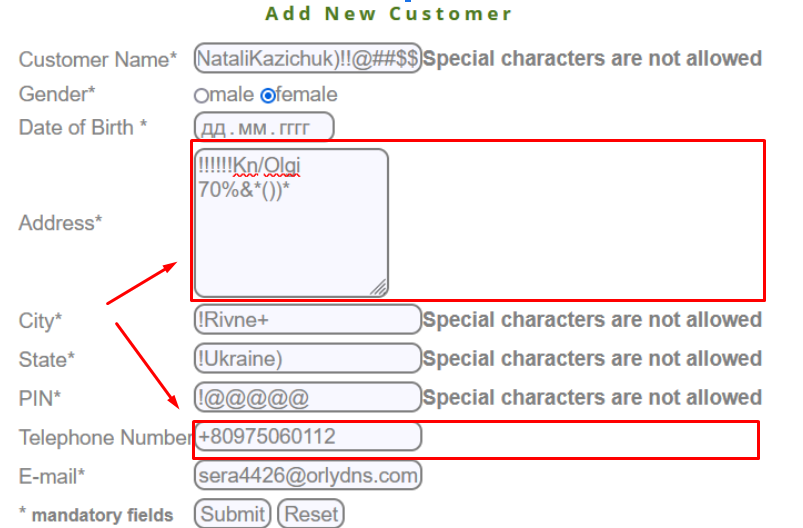 Add New Customer
Customer Name* NataliKazichuk)!!@##$$ Special characters are not allowed
Gender* male female
Date of Birth * дд.мм.гггг
Address* !!!!!!Kn/Olgi
70%&*())*
City* !Rivne+ Special characters are not allowed
State* !Ukraine) Special characters are not allowed
PIN* !@@@@@ Special characters are not allowed
Telephone Number +80975060112
E-mail* sera4426@orlydns.com
* mandatory fields Submit Reset